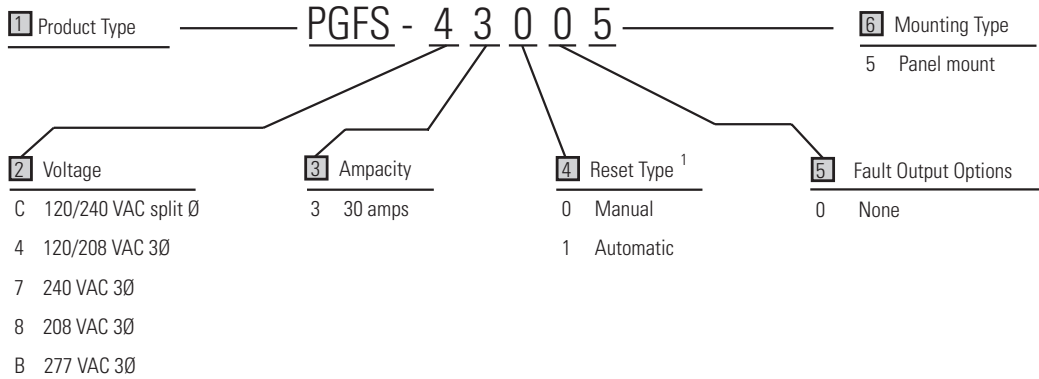 1 Product Type
PGFS - 4 3 0 0 5
6 Mounting Type
5 Panel mount
2 Voltage
C 120/240 VAC split Ø
4 120/208 VAC 3Ø
7 240 VAC 3Ø
8 208 VAC 3Ø
B 277 VAC 3Ø
3 Ampacity
3 30 amps
4 Reset Type 1
0 Manual
1 Automatic
5 Fault Output Options
0 None